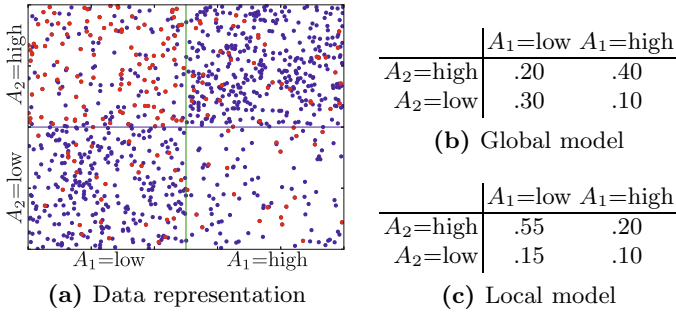 A₂=high
A₂=low
A₁=low A₁=high
(a) Data representation
A₁=low A₁=high
A₂=high .20 .40
A₂=low .30 .10
(b) Global model
A₁=low A₁=high
A₂=high .55 .20
A₂=low .15 .10
(c) Local model